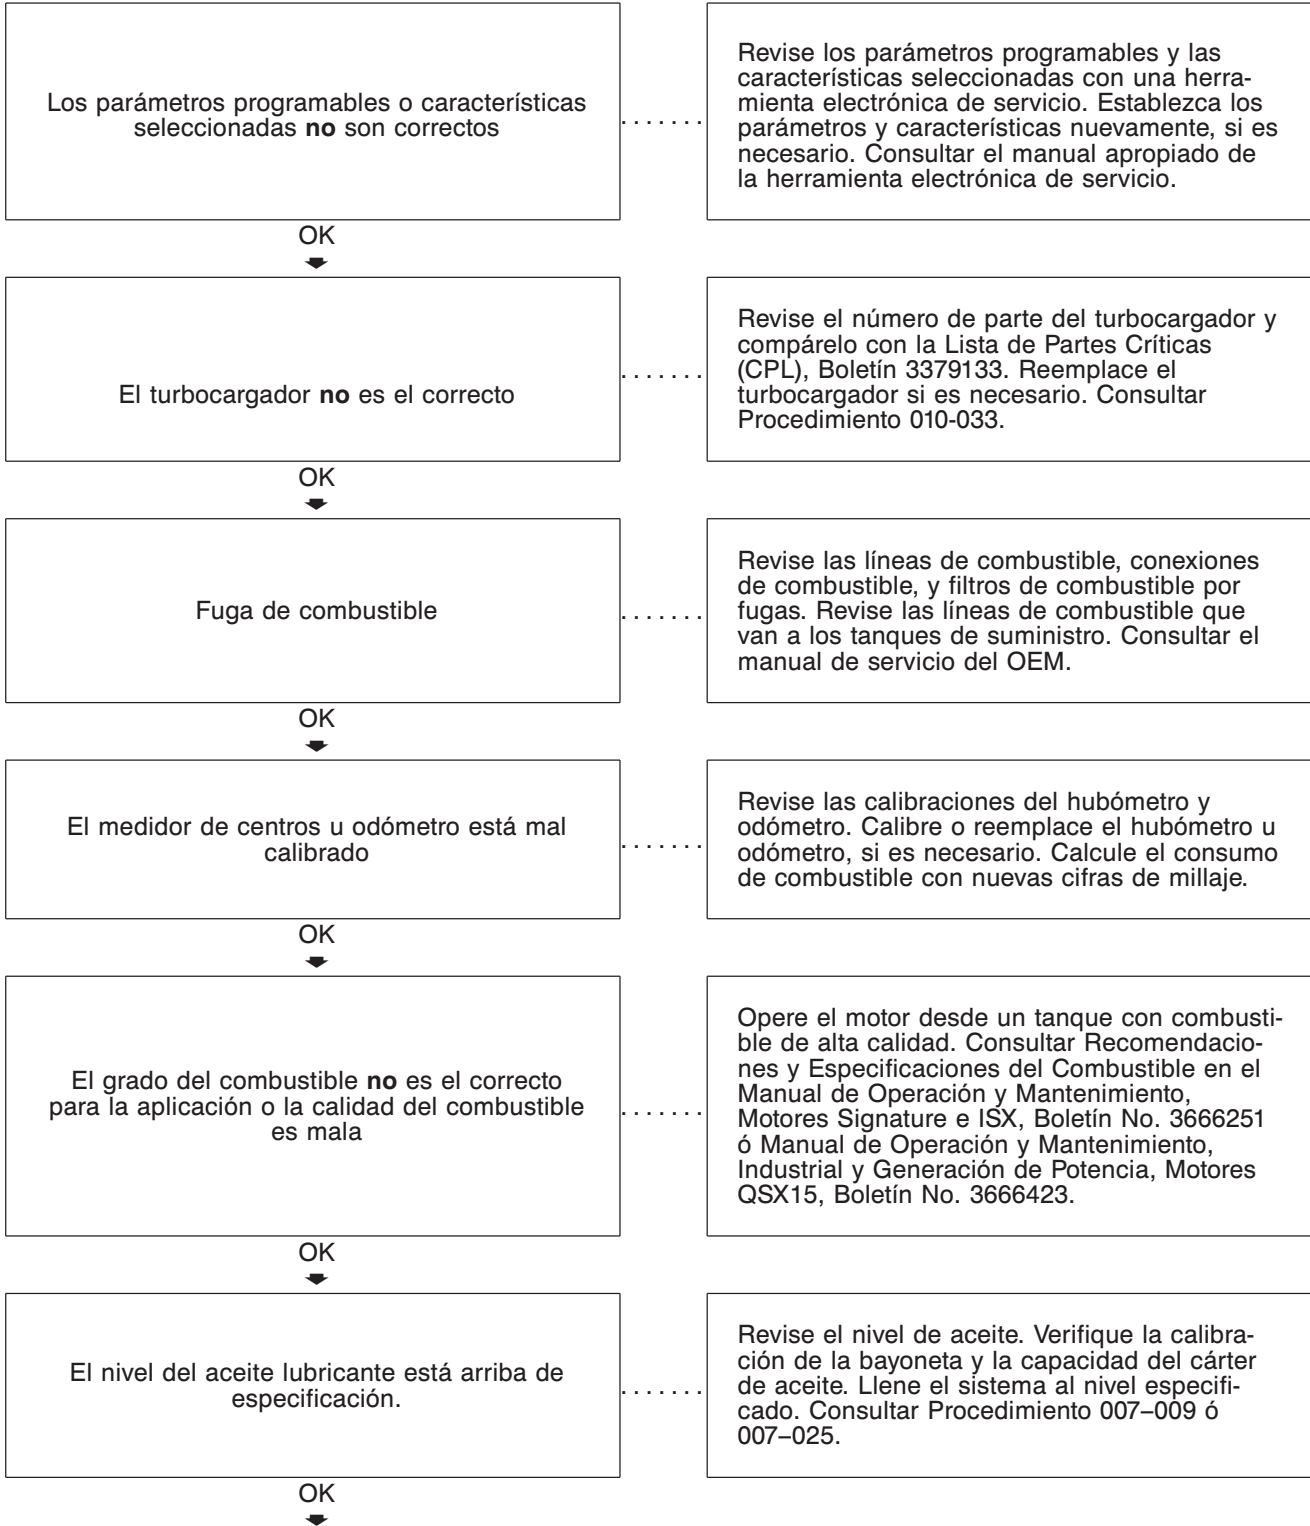 Los parámetros programables o características
seleccionadas no son correctos
. . . . . . .
Revise los parámetros programables y las
características seleccionadas con una herra-
mienta electrónica de servicio. Establezca los
parámetros y características nuevamente, si es
necesario. Consultar el manual apropiado de
la herramienta electrónica de servicio.
OK
El turbocargador no es el correcto
. . . . . . .
Revise el número de parte del turbocargador y
compárelo con la Lista de Partes Críticas
(CPL), Boletín 3379133. Reemplace el
turbocargador si es necesario. Consultar
Procedimiento 010-033.
OK
Fuga de combustible
. . . . . . .
Revise las líneas de combustible, conexiones
de combustible, y filtros de combustible por
fugas. Revise las líneas de combustible que
van a los tanques de suministro. Consultar el
manual de servicio del OEM.
OK
El medidor de centros u odómetro está mal
calibrado
. . . . . . .
Revise las calibraciones del hubómetro y
odómetro. Calibre o reemplace el hubómetro u
odómetro, si es necesario. Calcule el consumo
de combustible con nuevas cifras de millaje.
OK
El grado del combustible no es el correcto
para la aplicación o la calidad del combustible
es mala
. . . . . . .
Opere el motor desde un tanque con combusti-
ble de alta calidad. Consultar Recomendacio-
nes y Especificaciones del Combustible en el
Manual de Operación y Mantenimiento,
Motores Signature e ISX, Boletín No. 3666251
ó Manual de Operación y Mantenimiento,
Industrial y Generación de Potencia, Motores
QSX15, Boletín No. 3666423.
OK
El nivel del aceite lubricante está arriba de
especificación.
. . . . . . .
Revise el nivel de aceite. Verifique la calibra-
ción de la bayoneta y la capacidad del cárter
de aceite. Llene el sistema al nivel especifi-
cado. Consultar Procedimiento 007–009 ó
007–025.
OK